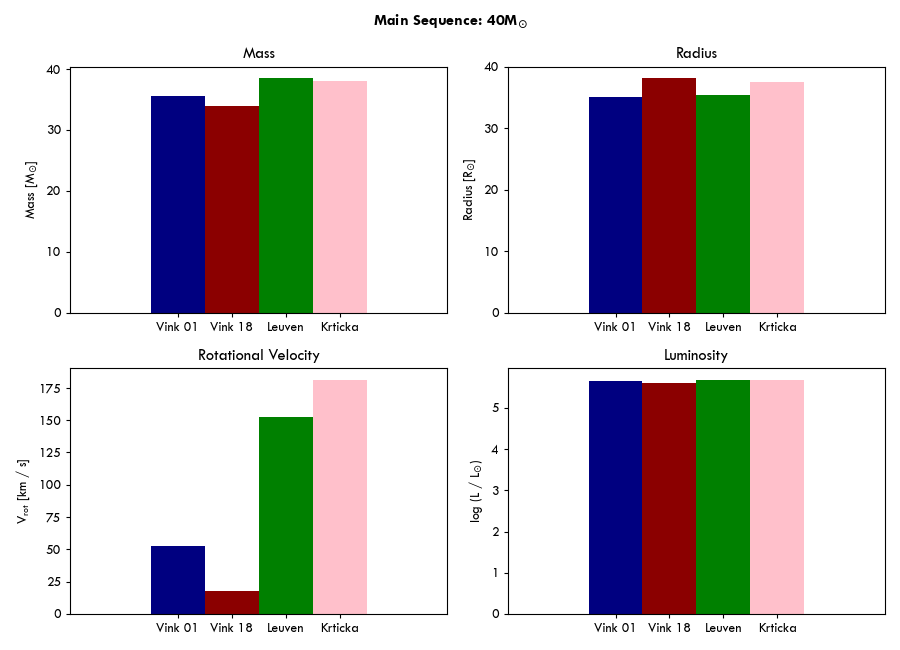 Main Sequence: 40M⊙
Mass
Mass [M⊙]
40
30
20
10
0
Vink 01 Vink 18 Leuven Krticka
Radius
Radius [R⊙]
40
30
20
10
0
Vink 01 Vink 18 Leuven Krticka
Rotational Velocity
Vrot [km / s]
175
150
125
100
75
50
25
0
Vink 01 Vink 18 Leuven Krticka
Luminosity
log (L / L⊙)
5
4
3
2
1
0
Vink 01 Vink 18 Leuven Krticka